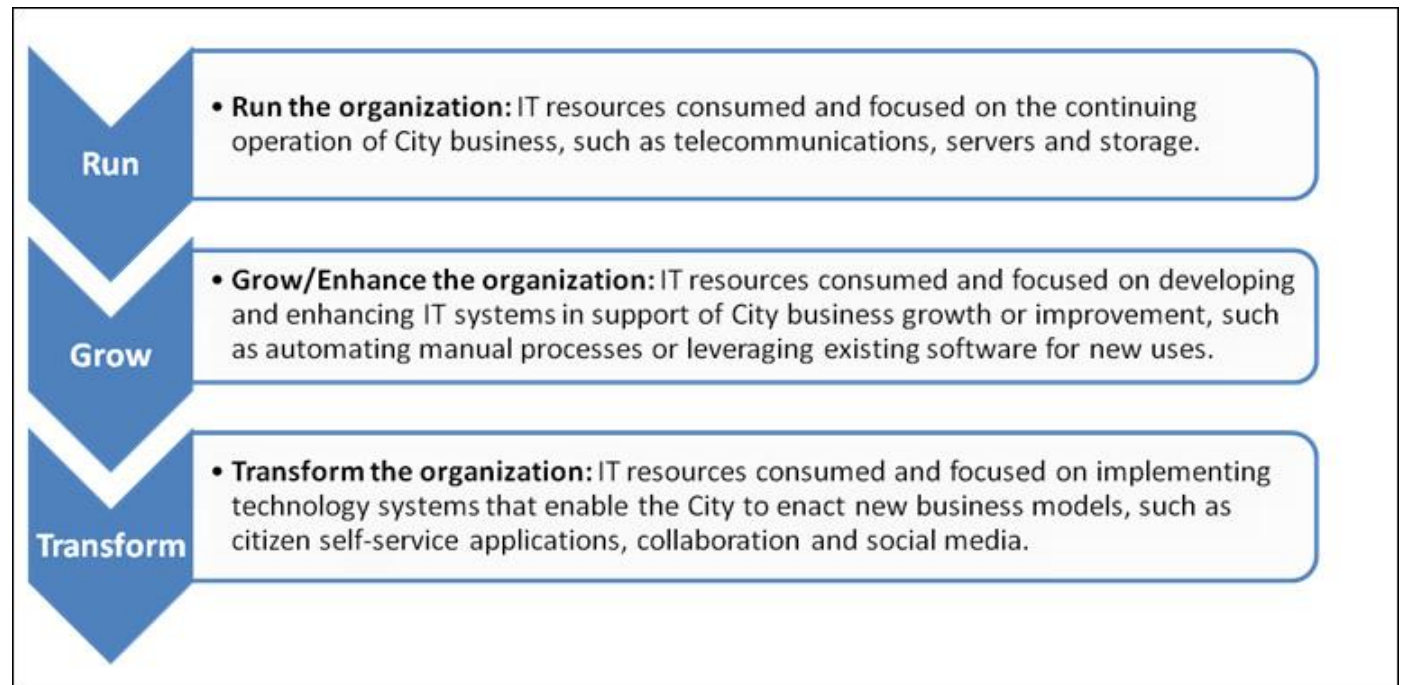 Run
• Run the organization: IT resources consumed and focused on the continuing
operation of City business, such as telecommunications, servers and storage.
Grow
• Grow/Enhance the organization: IT resources consumed and focused on developing
and enhancing IT systems in support of City business growth or improvement, such
as automating manual processes or leveraging existing software for new uses.
Transform
• Transform the organization: IT resources consumed and focused on implementing
technology systems that enable the City to enact new business models, such as
citizen self-service applications, collaboration and social media.